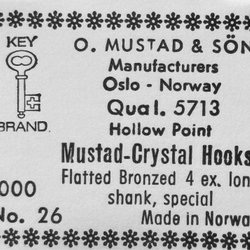 KEY
BRAND.
O. MUSTAD & SÖN
Manufacturers
Oslo - Norway
Qual. 5713
Hollow Point
Mustad-Crystal Hooks
Flatted Bronzed 4 ex. lon
shank, special
000
No. 26
Made in Norwa